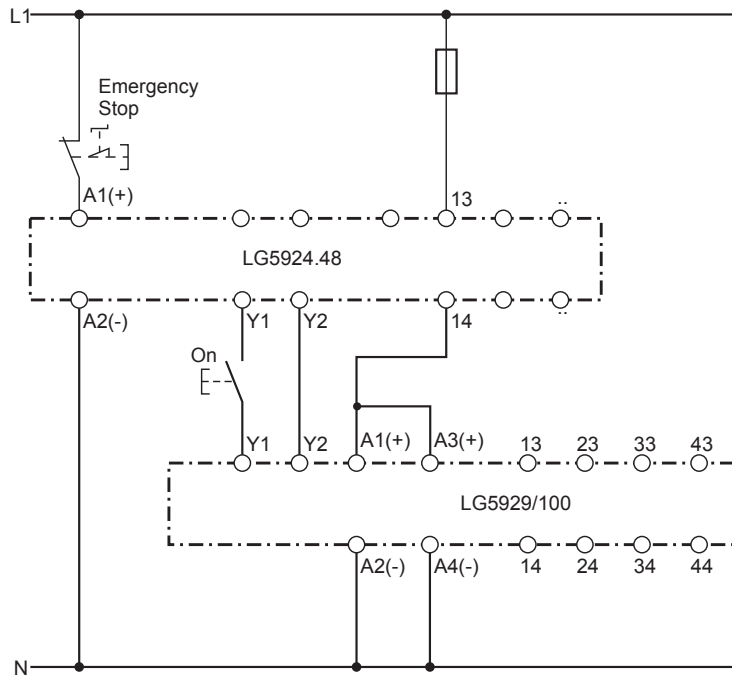 L1
Emergency
Stop
A1(+)
13
..
LG5924.48
A2(-)
Y1
Y2
14
..
On
Y1
Y2
A1(+)
A3(+)
13
23
33
43
LG5929/100
A2(-)
A4(-)
14
24
34
44
N